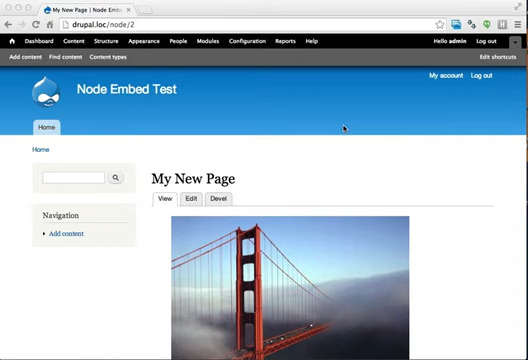 My New Page | Node Emb
drupal.loc/node/2
Dashboard Content Structure Appearance People Modules Configuration Reports Help Hello admin Log out
Add content Find content Content types Edit shortcuts
My account Log out
Node Embed Test
Home
Home
My New Page
View Edit Devel
Navigation
Add content